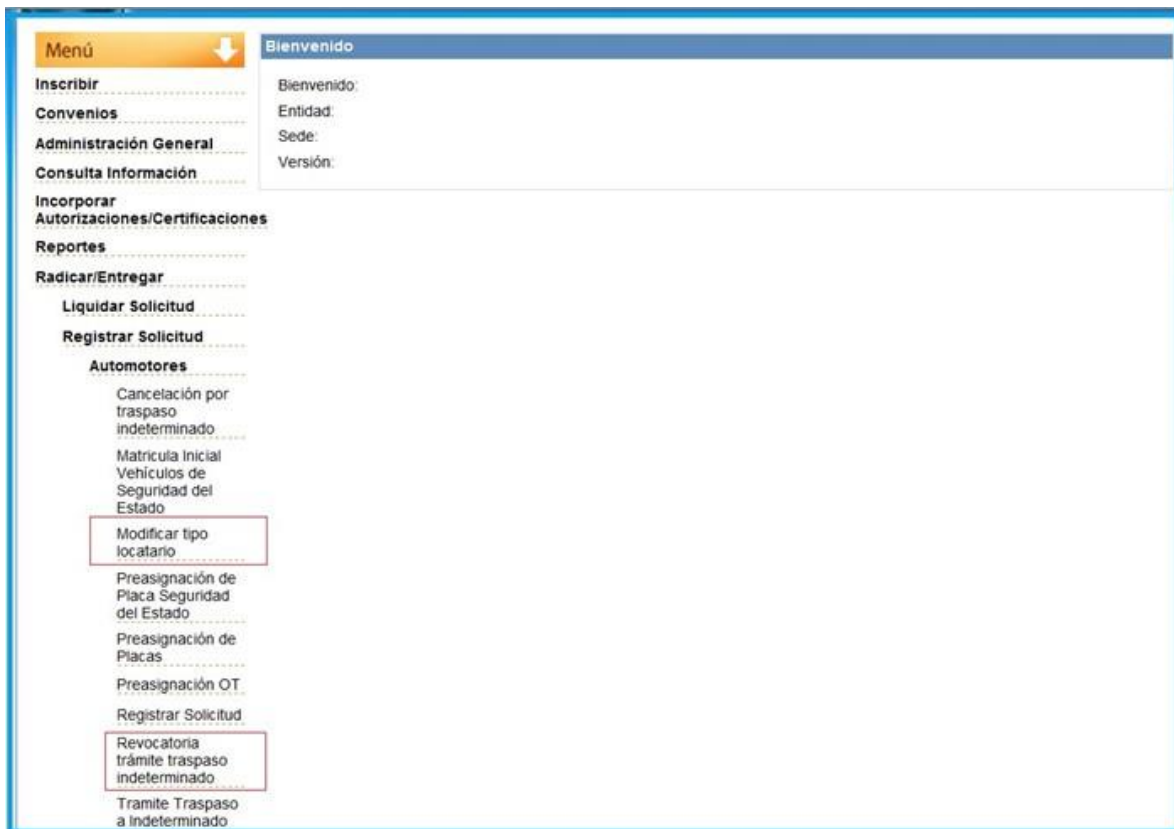 Menú
Inscribir
Convenios
Administración General
Consulta Información
Incorporar
Autorizaciones/Certificaciones
Reportes
Radicar/Entregar
Liquidar Solicitud
Registrar Solicitud
Automotores
Cancelación por
traspaso
indeterminado
Matricula Inicial
Vehículos de
Seguridad del
Estado
Modificar tipo
locatario
Preasignación de
Placa Seguridad
del Estado
Preasignación de
Placas
Preasignación OT
Registrar Solicitud
Revocatoria
trámite traspaso
indeterminado
Tramite Traspaso
a Indeterminado
Bienvenido
Bienvenido:
Entidad:
Sede:
Versión: